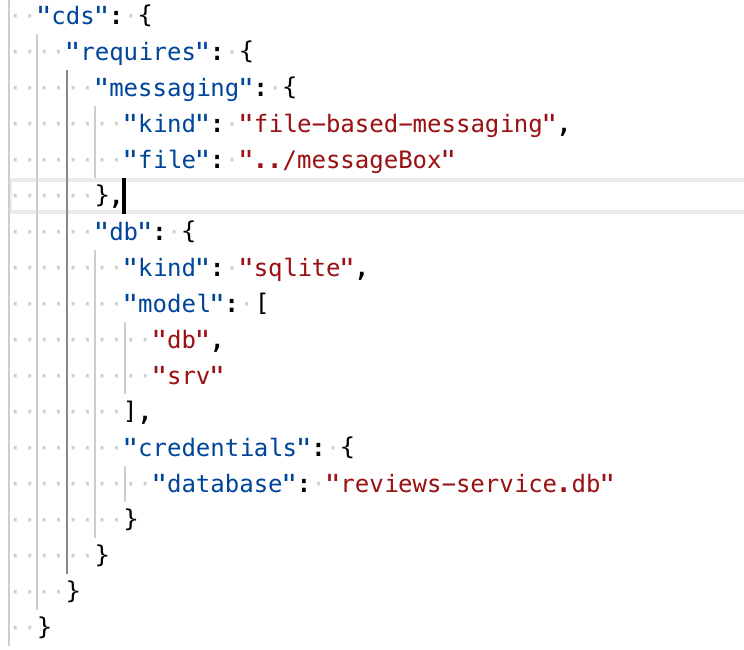 "cds": {
"requires": {
"messaging": {
"kind": "file-based-messaging",
"file": "../messageBox"
},
"db": {
"kind": "sqlite",
"model": [
"db",
"srv"
],
"credentials": {
"database": "reviews-service.db"
}
}
}
}